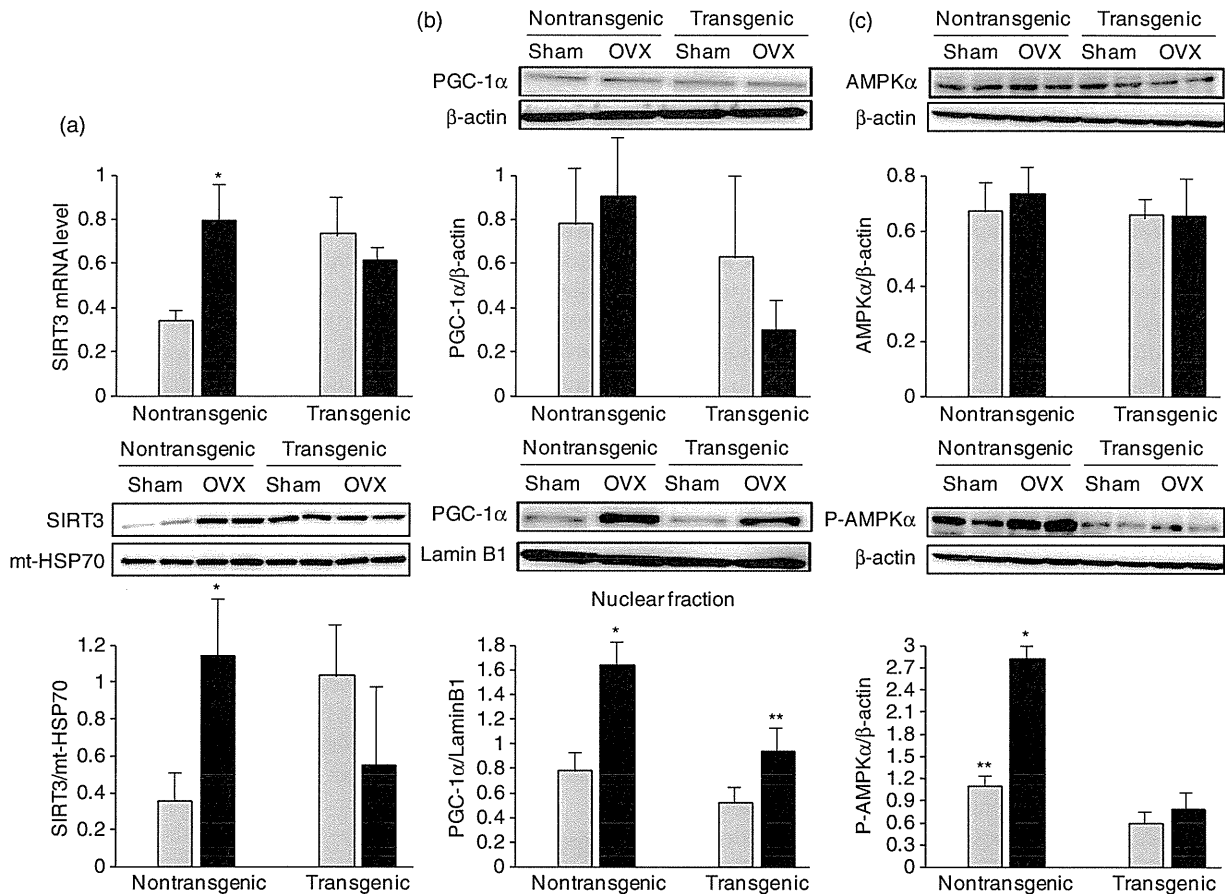 (a)
SIRT3 mRNA level
1
0.8
0.6
0.4
0.2
0
*
Nontransgenic Transgenic
Nontransgenic Transgenic
Sham OVX Sham OVX
SIRT3
mt-HSP70
SIRT3/mt-HSP70
1.2
1
0.8
0.6
0.4
0.2
0
*
Nontransgenic Transgenic
(b)
Nontransgenic Transgenic
Sham OVX Sham OVX
PGC-1α
β-actin
PGC-1α/β-actin
1
0.8
0.6
0.4
0.2
0
Nontransgenic Transgenic
Nontransgenic Transgenic
Sham OVX Sham OVX
PGC-1α
Lamin B1
Nuclear fraction
PGC-1α/LaminB1
1.8
1.6
1.4
1.2
1
0.8
0.6
0.4
0.2
0
*
**
Nontransgenic Transgenic
(c)
Nontransgenic Transgenic
Sham OVX Sham OVX
AMPKα
β-actin
AMPKα/β-actin
0.8
0.6
0.4
0.2
0
Nontransgenic Transgenic
Nontransgenic Transgenic
Sham OVX Sham OVX
P-AMPKα
β-actin
P-AMPKα/β-actin
3
2.7
2.4
2.1
1.8
1.5
1.2
0.9
0.6
0.3
0
**
*
Nontransgenic Transgenic